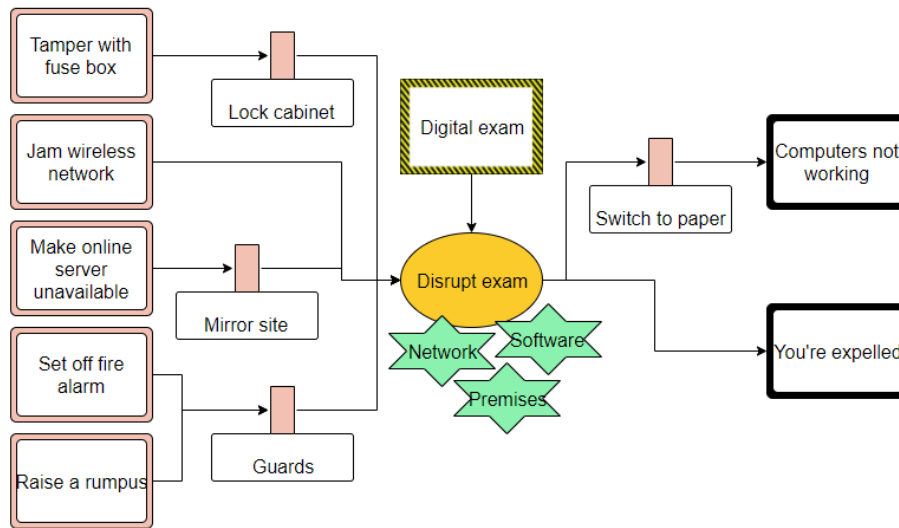 Tamper with
fuse box
Lock cabinet
Jam wireless
network
Make online
server
unavailable
Mirror site
Set off fire
alarm
Raise a rumpus
Guards
Digital exam
Disrupt exam
Network
Software
Premises
Switch to paper
Computers not
working
You're expelled